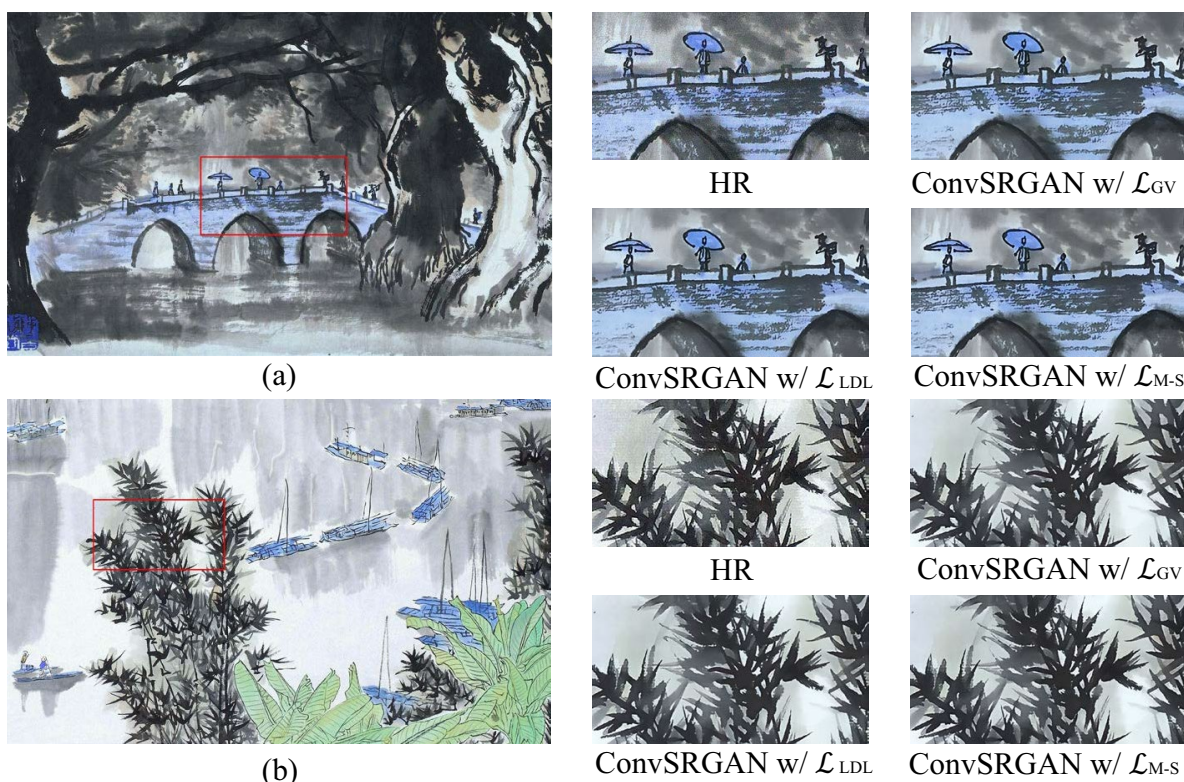 HR
ConvSRGAN w/ ℒGV
ConvSRGAN w/ ℒLDL
ConvSRGAN w/ ℒM-S
(a)
HR
ConvSRGAN w/ ℒGV
ConvSRGAN w/ ℒLDL
ConvSRGAN w/ ℒM-S
(b)